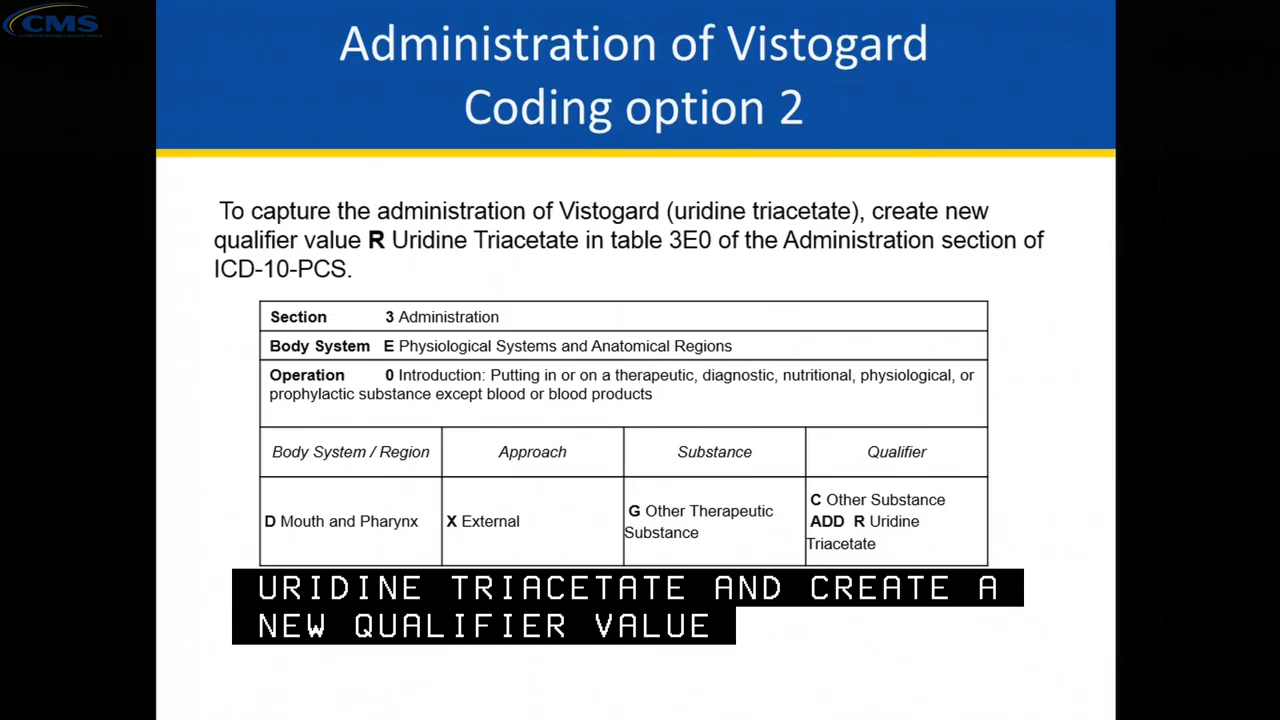 CMS
Administration of Vistogard
Coding option 2
To capture the administration of Vistogard (uridine triacetate), create new
qualifier value R Uridine Triacetate in table 3E0 of the Administration section of
ICD-10-PCS.
Section 3 Administration
Body System E Physiological Systems and Anatomical Regions
Operation 0 Introduction: Putting in or on a therapeutic, diagnostic, nutritional, physiological, or
prophylactic substance except blood or blood products
Body System / Region Approach Substance Qualifier
D Mouth and Pharynx
X External
G Other Therapeutic
Substance
C Other Substance
ADD R Uridine
Triacetate
URIDINE TRIACETATE AND CREATE A
NEW QUALIFIER VALUE